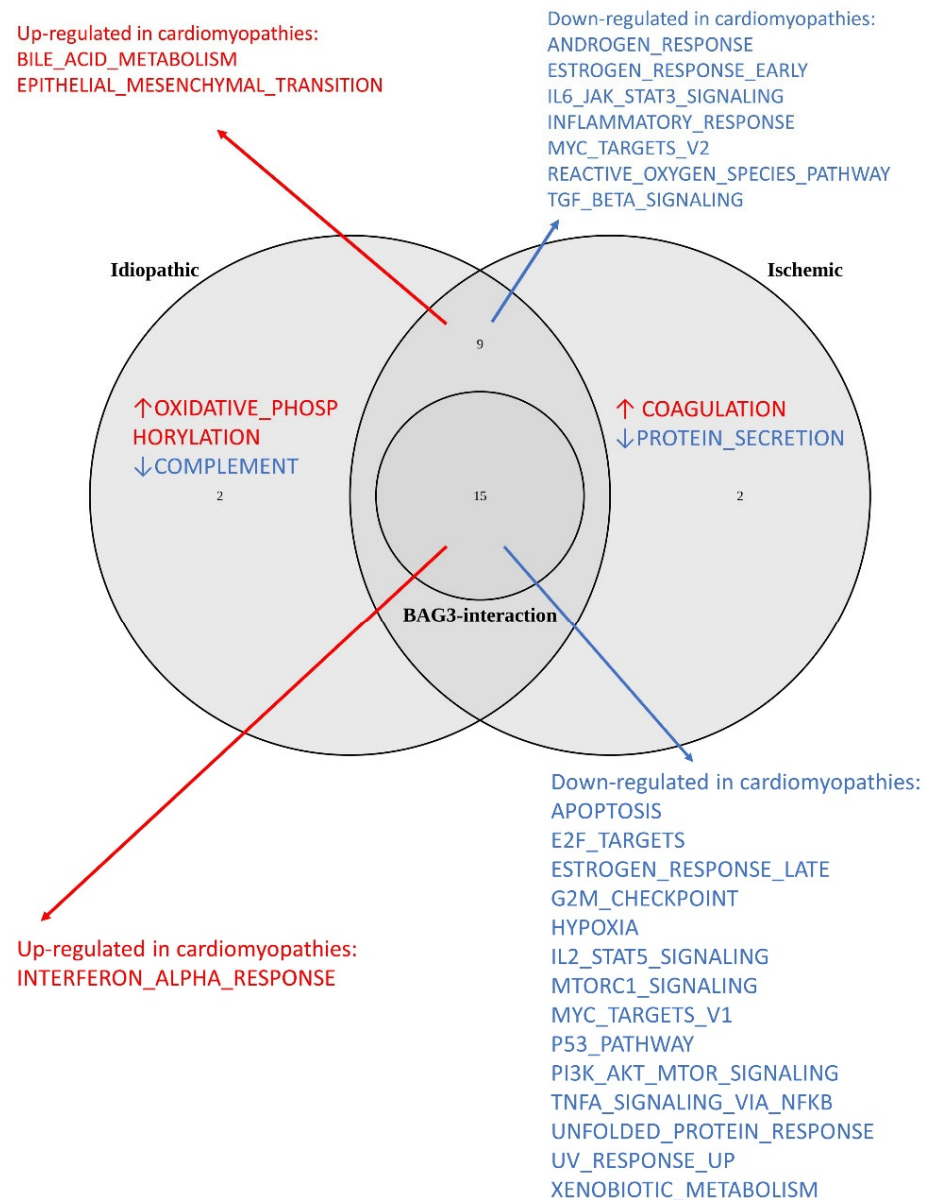 Up-regulated in cardiomyopathies:
BILE_ACID_METABOLISM
EPITHELIAL_MESENCHYMAL_TRANSITION
Down-regulated in cardiomyopathies:
ANDROGEN_RESPONSE
ESTROGEN_RESPONSE_EARLY
IL6_JAK_STAT3_SIGNALING
INFLAMMATORY_RESPONSE
MYC_TARGETS_V2
REACTIVE_OXYGEN_SPECIES_PATHWAY
TGF_BETA_SIGNALING
Idiopathic
Ischemic
9
↑OXIDATIVE_PHOSP
HORYLATION
↓COMPLEMENT
2
15
↑ COAGULATION
↓PROTEIN_SECRETION
2
BAG3-interaction
Up-regulated in cardiomyopathies:
INTERFERON_ALPHA_RESPONSE
Down-regulated in cardiomyopathies:
APOPTOSIS
E2F_TARGETS
ESTROGEN_RESPONSE_LATE
G2M_CHECKPOINT
HYPOXIA
IL2_STAT5_SIGNALING
MTORC1_SIGNALING
MYC_TARGETS_V1
P53_PATHWAY
PI3K_AKT_MTOR_SIGNALING
TNFA_SIGNALING_VIA_NFKB
UNFOLDED_PROTEIN_RESPONSE
UV_RESPONSE_UP
XENOBIOTIC_METABOLISM